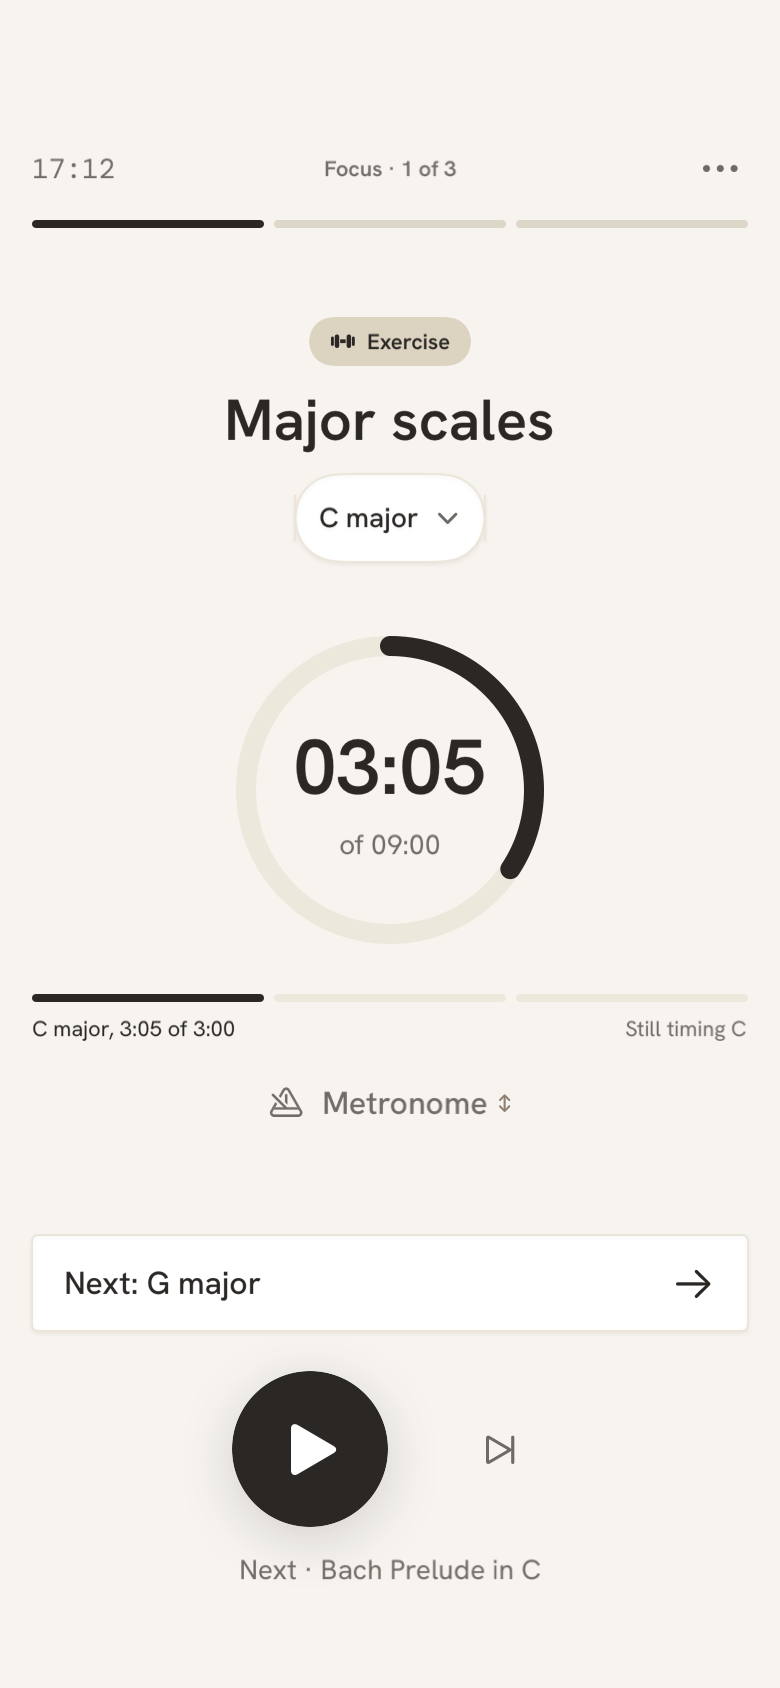 17:12
Focus · 1 of 3
Exercise
Major scales
C major
03:05
of 09:00
C major, 3:05 of 3:00
Still timing C
Metronome
Next: G major
Next · Bach Prelude in C